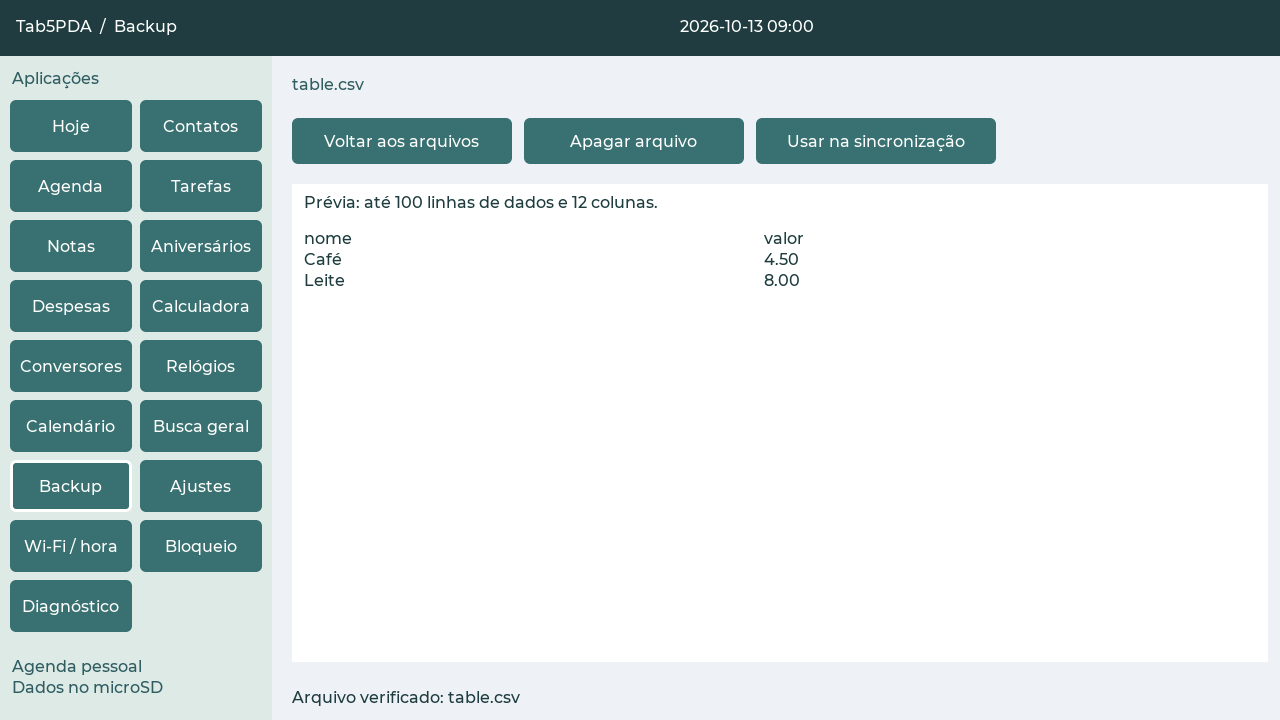 Tab5PDA / Backup
2026-10-13 09:00
Aplicações
Hoje
Contatos
Agenda
Tarefas
Notas
Aniversários
Despesas
Calculadora
Conversores
Relógios
Calendário
Busca geral
Backup
Ajustes
Wi-Fi / hora
Bloqueio
Diagnóstico
Agenda pessoal
Dados no microSD
table.csv
Voltar aos arquivos
Apagar arquivo
Usar na sincronização
Prévia: até 100 linhas de dados e 12 colunas.
nome valor
Café 4.50
Leite 8.00
Arquivo verificado: table.csv